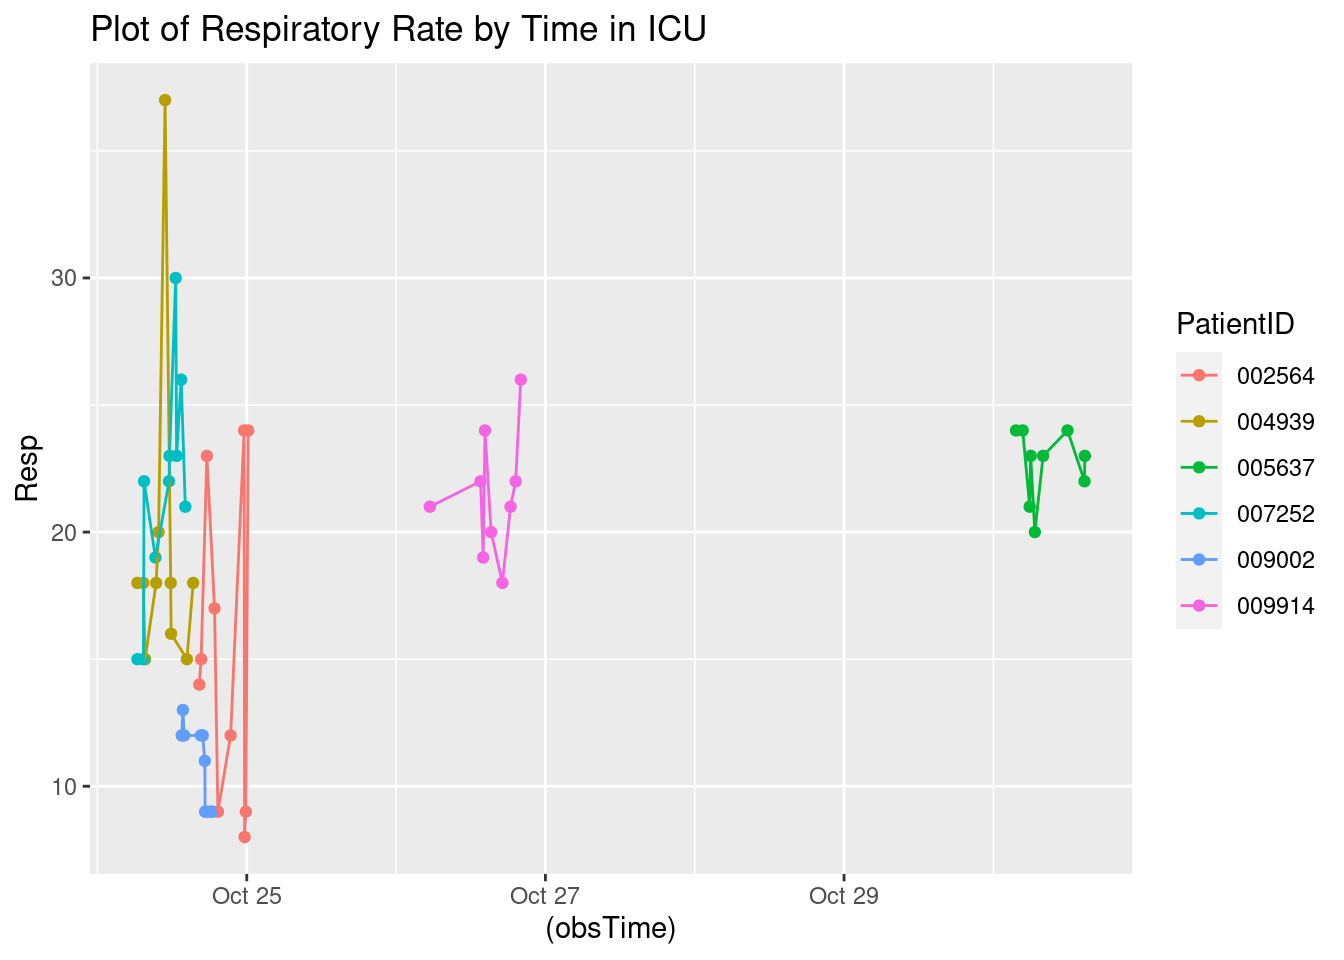 Plot of Respiratory Rate by Time in ICU
30
20
10
Resp
Oct 25
Oct 27
Oct 29
(obsTime)
PatientID
002564
004939
005637
007252
009002
009914